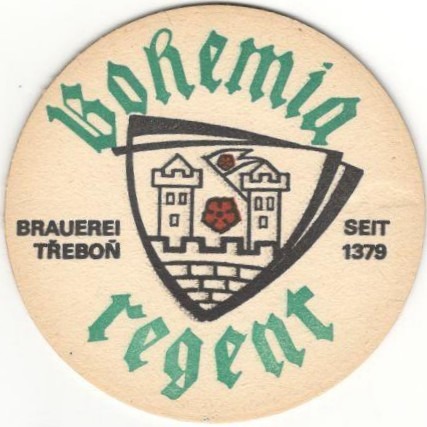 Bohemia
BRAUEREI
TŘEBOŇ
SEIT
1379
regent